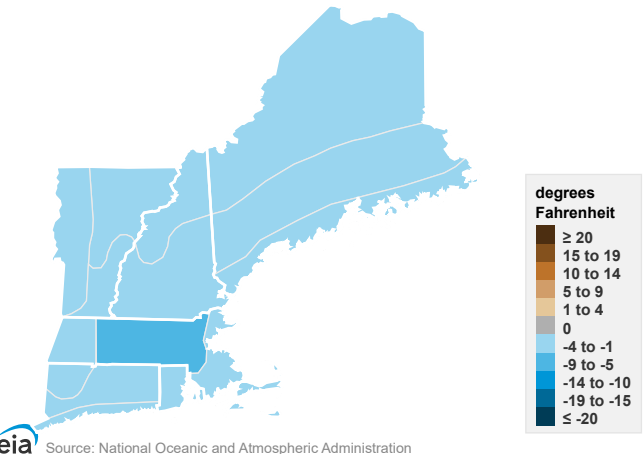 degrees
Fahrenheit
≥ 20
15 to 19
10 to 14
5 to 9
1 to 4
0
-4 to -1
-9 to -5
-14 to -10
-19 to -15
≤ -20
eia Source: National Oceanic and Atmospheric Administration